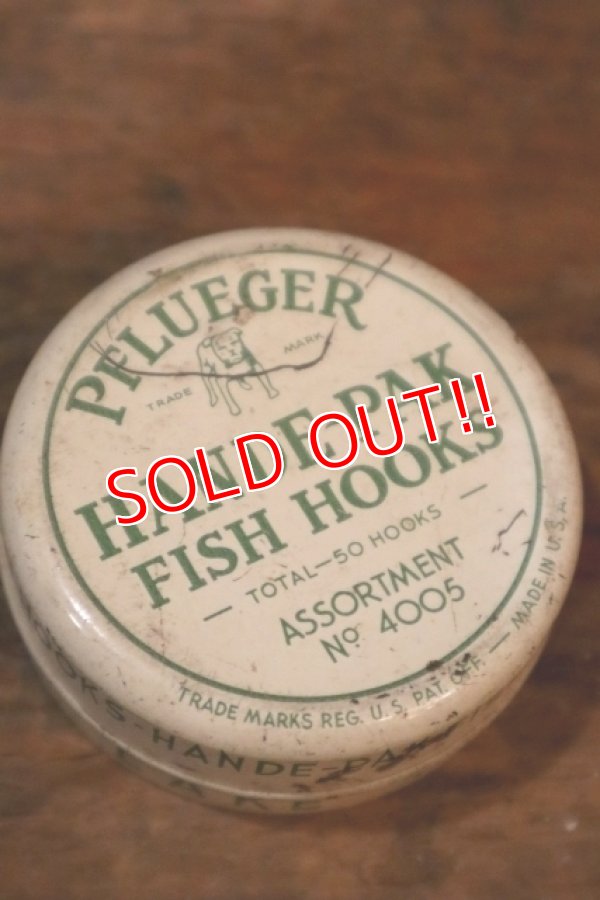 PFLUEGER
TRADE MARK
HANDE-PAK
FISH HOOKS
— TOTAL—50 HOOKS —
ASSORTMENT
Nº 4005
TRADE MARKS REG. U.S. PAT. OFF. — MADE IN U.S.A.
HOOKS-HANDE-PAK
SOLD OUT!!